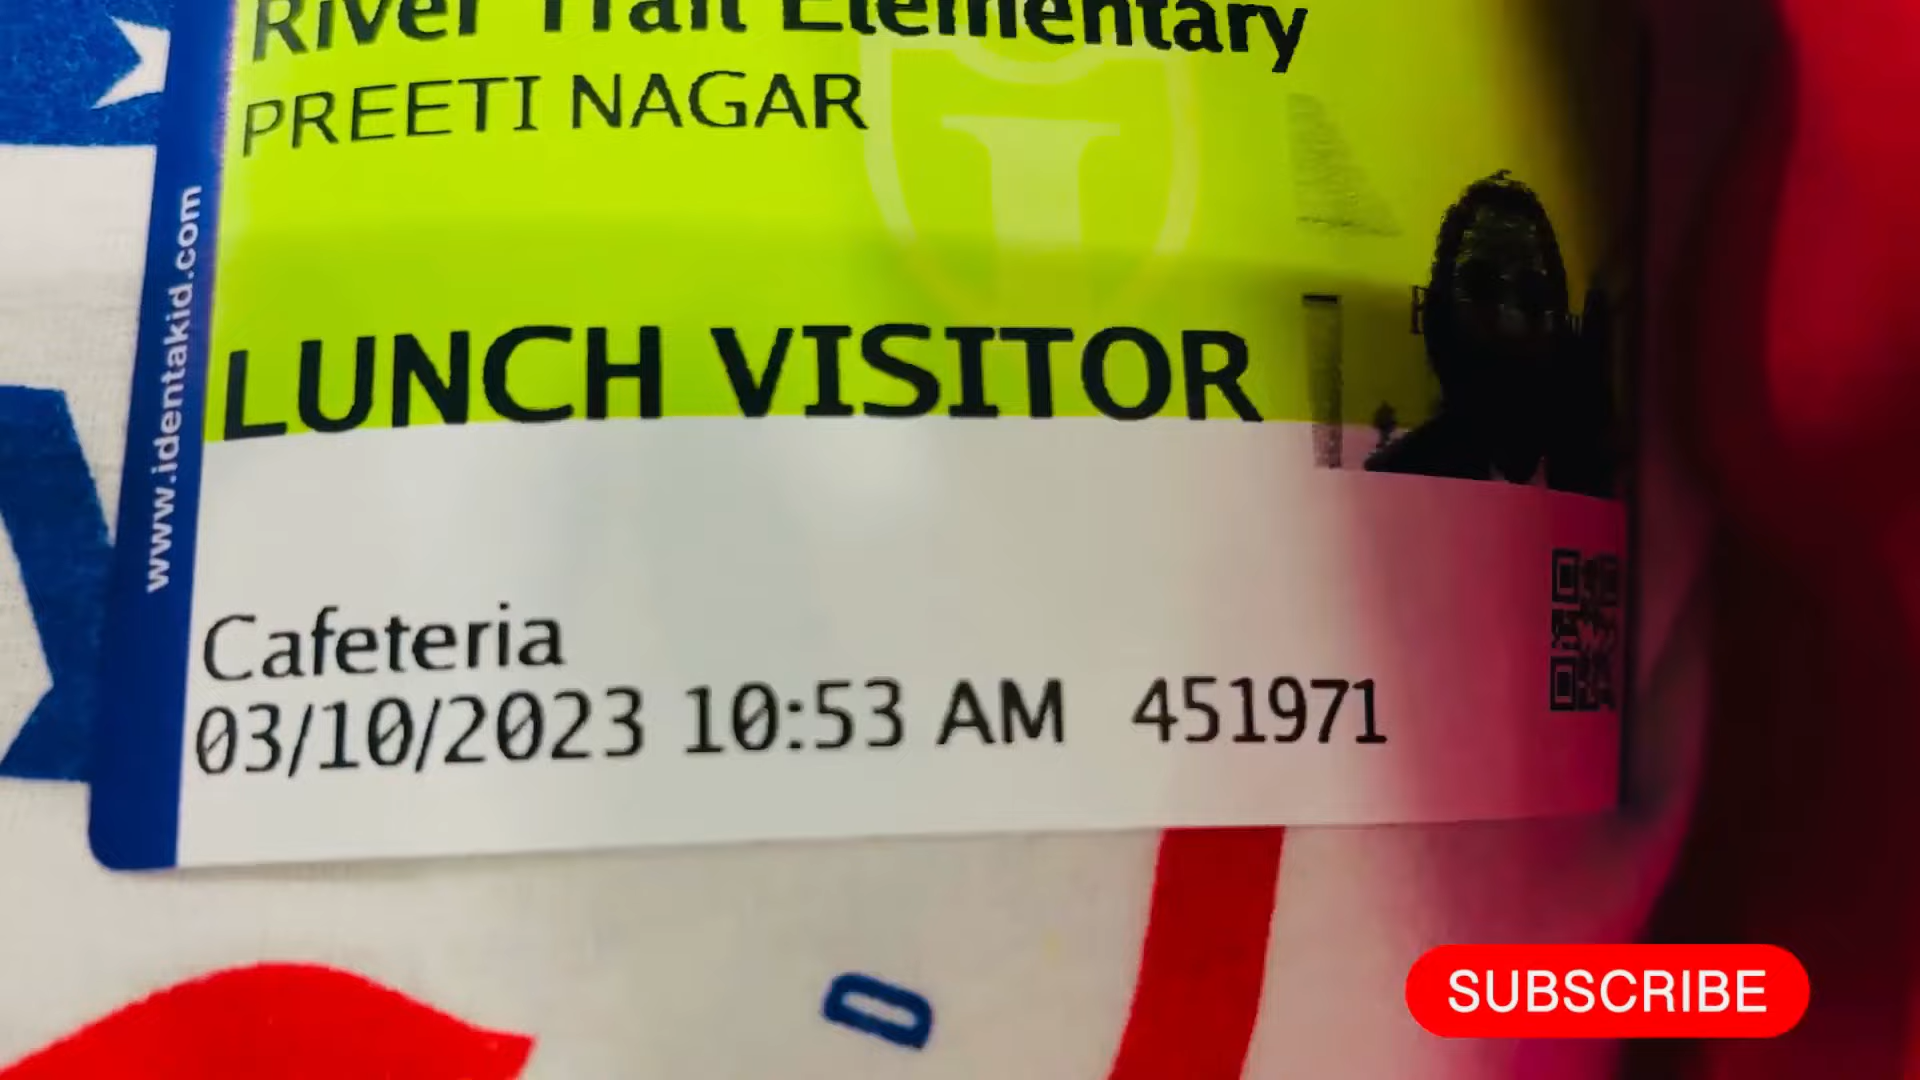 River Trail Elementary
PREETI NAGAR
www.identakid.com
LUNCH VISITOR
Cafeteria
03/10/2023 10:53 AM 451971
SUBSCRIBE